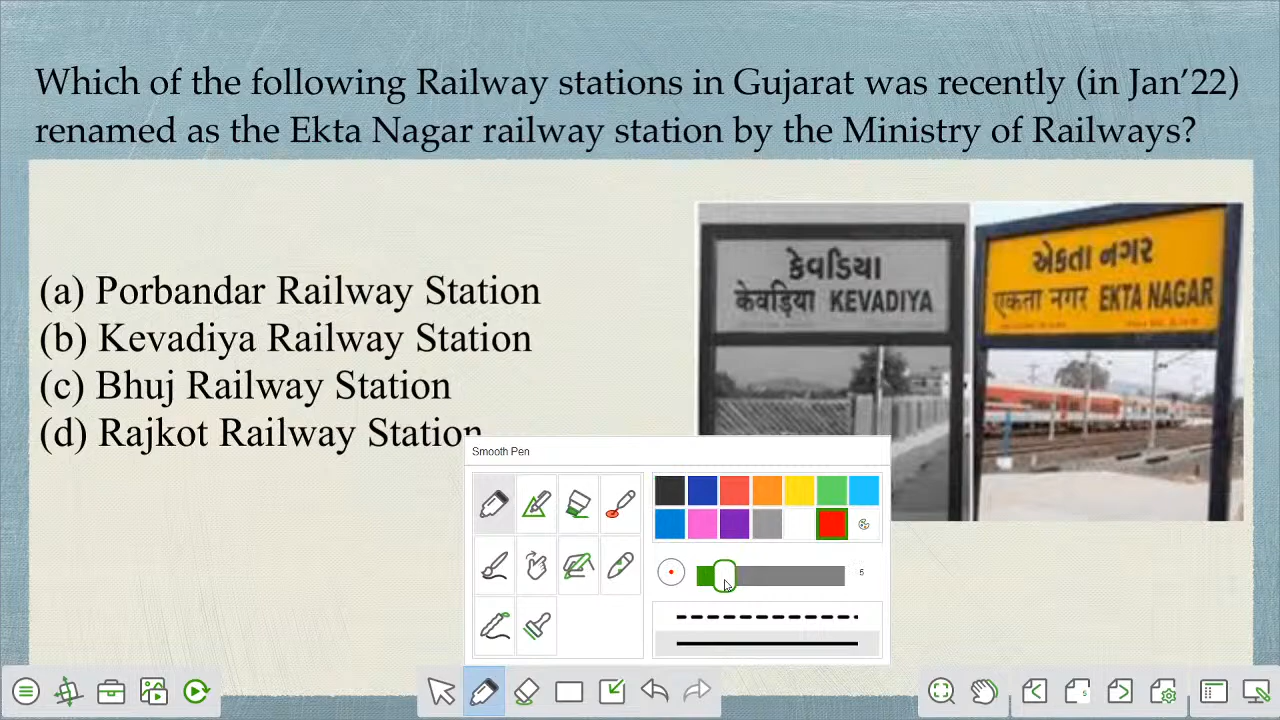 Which of the following Railway stations in Gujarat was recently (in Jan’22)
renamed as the Ekta Nagar railway station by the Ministry of Railways?
(a) Porbandar Railway Station
(b) Kevadiya Railway Station
(c) Bhuj Railway Station
(d) Rajkot Railway Station
કેવડિયા
केवड़िया KEVADIYA
એકતા નગર
एकता नगर EKTA NAGAR
Smooth Pen
5
5